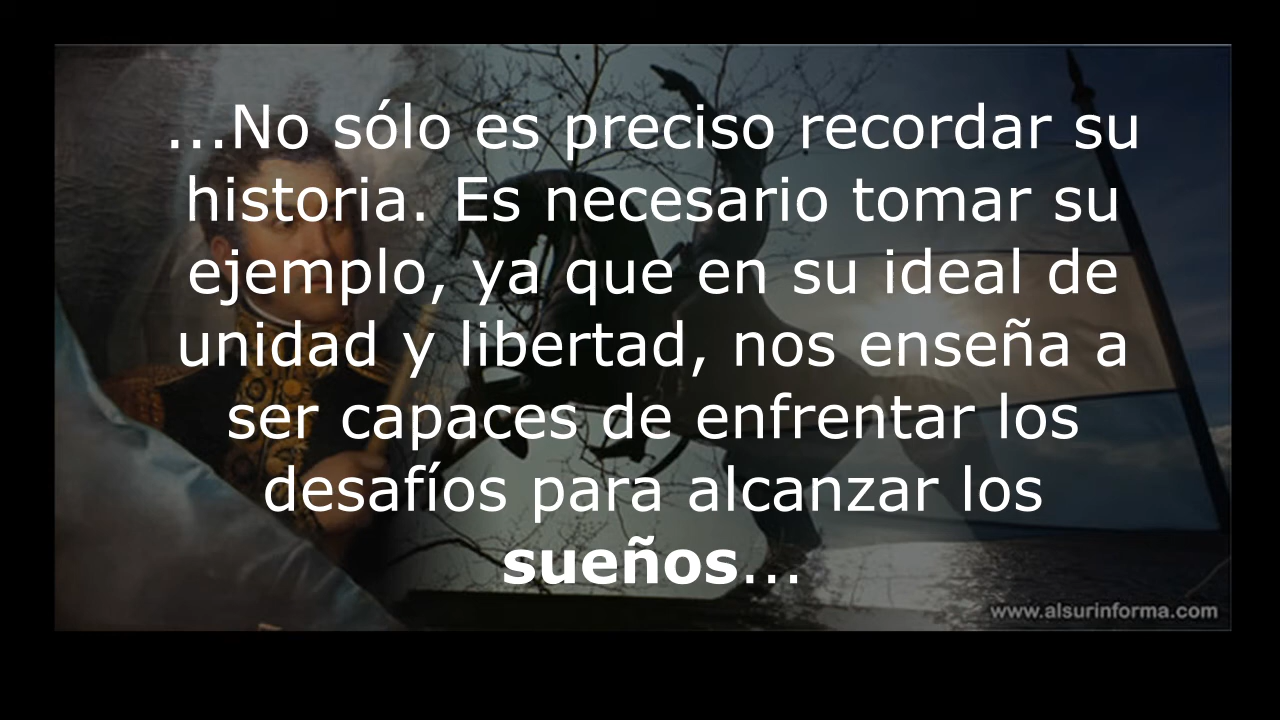 ...No sólo es preciso recordar su
historia. Es necesario tomar su
ejemplo, ya que en su ideal de
unidad y libertad, nos enseña a
ser capaces de enfrentar los
desafíos para alcanzar los
sueños...
www.alsurinforma.com